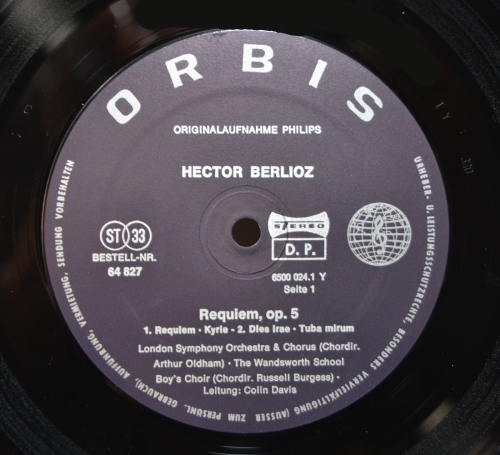 ORBIS
ORIGINALAUFNAHME PHILIPS
HECTOR BERLIOZ
ST 33
BESTELL-NR.
64 827
STEREO
D. P.
6500 024.1 Y
Seite 1
Requiem, op. 5
1. Requiem · Kyrie - 2. Dies irae · Tuba mirum
London Symphony Orchestra & Chorus (Chordir.
Arthur Oldham) · The Wandsworth School
Boy's Choir (Chordir. Russell Burgess) ·
Leitung: Colin Davis
URHEBER- U. LEISTUNGSSCHUTZRECHTE, BESONDERS VERVIELFÄLTIGUNG (AUSSER ZUM PERSÖNL. GEBRAUCH), AUFFÜHRUNG, VERMIETUNG, SENDUNG VORBEHALTEN